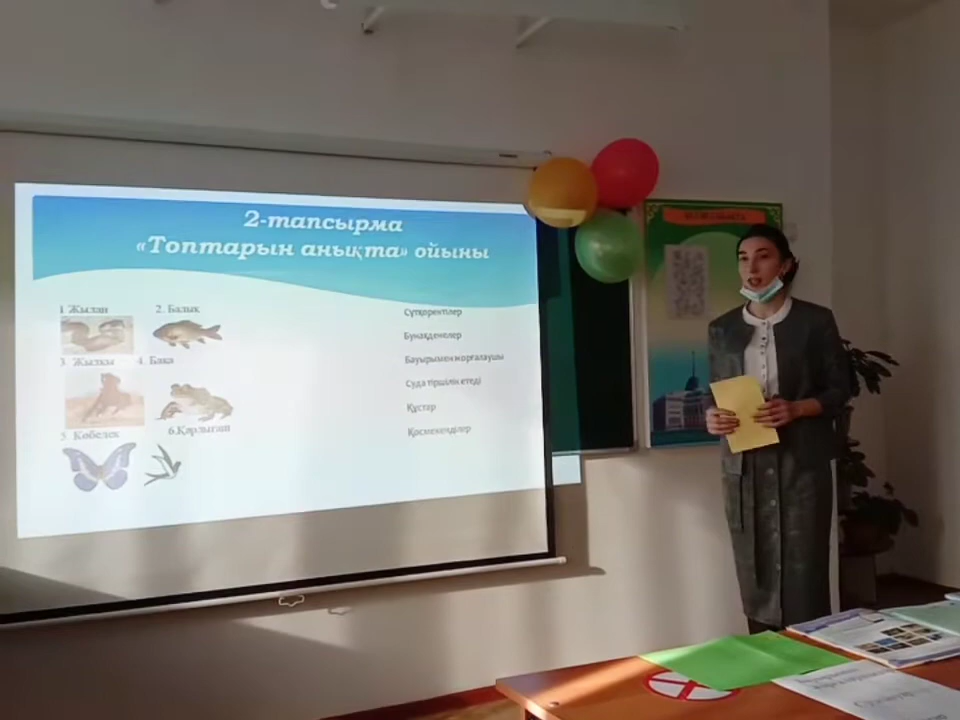 2-тапсырма
«Топтарын анықта» ойыны
1 Жылан 2. Балық
3. Жылқы 4. Бақа
5. Көбелек 6.Қарлығаш
Сүтқоректілер
Бунақденелер
Бауырымен жорғалаушы
Суда тіршілік етеді
Құстар
Қосмекенділер